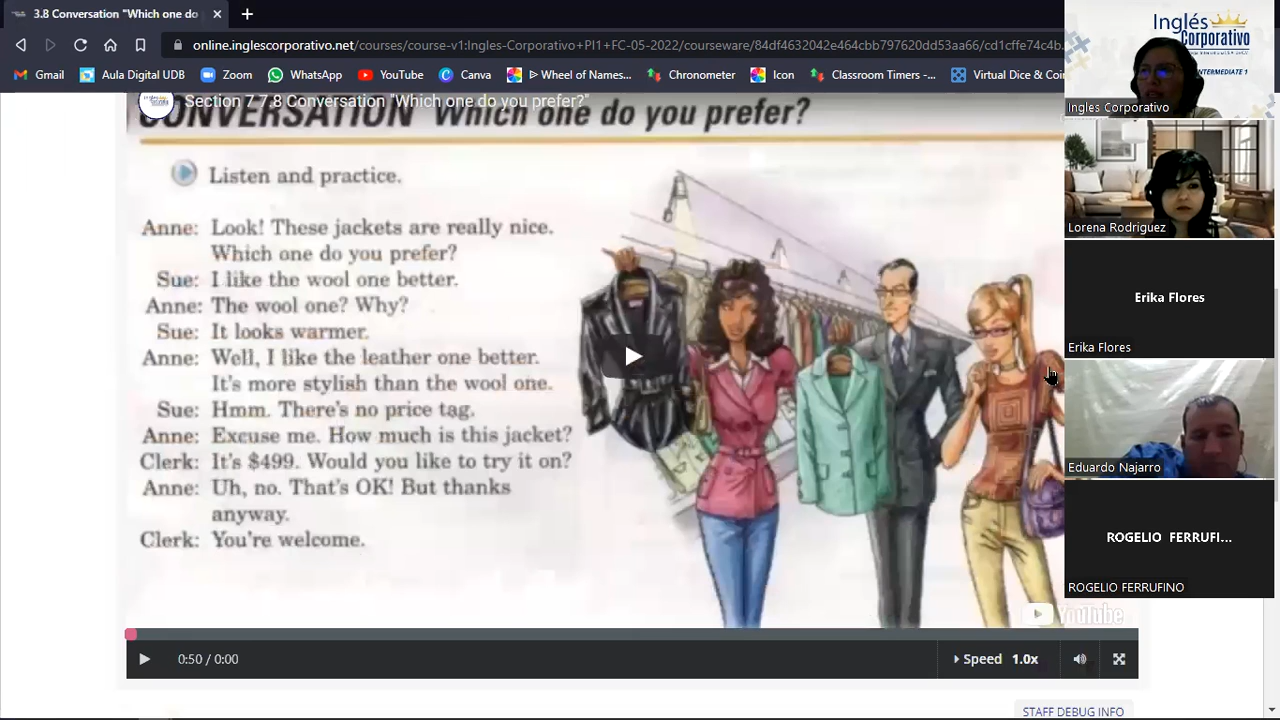 3.8 Conversation "Which one do
online.inglescorporativo.net/courses/course-v1:Ingles-Corporativo+PI1+FC-05-2022/courseware/84df4632042e464cbb797620dd53aa66/cd1cffe74c4b
Gmail
Aula Digital UDB
Zoom
WhatsApp
YouTube
Canva
ᐅ Wheel of Names...
Chronometer
Icons
Classroom Timers -...
Virtual Dice & Coin
Section 7 7.8 Conversation "Which one do you prefer?"
CONVERSATION Which one do you prefer?
Listen and practice.
Anne: Look! These jackets are really nice.
Which one do you prefer?
Sue: I like the wool one better.
Anne: The wool one? Why?
Sue: It looks warmer.
Anne: Well, I like the leather one better.
It's more stylish than the wool one.
Sue: Hmm. There's no price tag.
Anne: Excuse me. How much is this jacket?
Clerk: It's $499. Would you like to try it on?
Anne: Uh, no. That's OK! But thanks
anyway.
Clerk: You're welcome.
YouTube
0:50 / 0:00
Speed 1.0x
STAFF DEBUG INFO
Inglés
Corporativo
INTERMEDIATE 1
Ingles Corporativo
Lorena Rodriguez
Erika Flores
Erika Flores
Eduardo Najarro
ROGELIO FERRUFI...
ROGELIO FERRUFINO